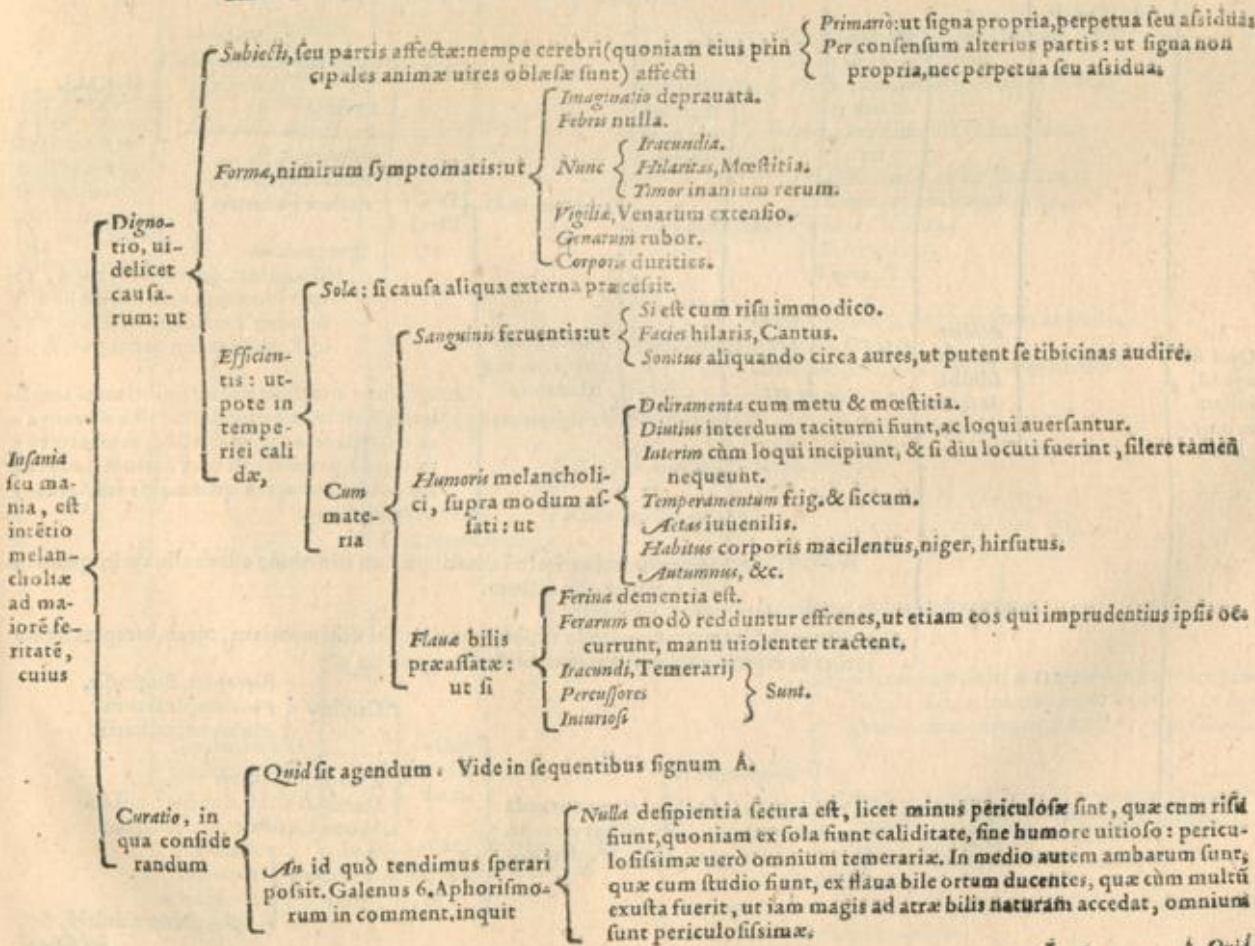 Insania
seu ma-
nia, est
intētio
melan-
choliæ
ad ma-
iorē fe-
ritatē,
cuius
Digno-
tio, ui-
delicet
causa-
rum: ut
Subiecti, seu partis affectæ: nempe cerebri (quoniam eius prin
cipales animæ uires oblæsæ sunt) affecti
Primariò: ut signa propria, perpetua seu assidua
Per consensum alterius partis: ut signa non
propria, nec perpetua seu assidua.
Formæ, nimirum symptomatis: ut
Imaginatio deprauata.
Febris nulla.
Nunc
Iracundia.
Hilaritas, Mœstitia.
Timor inanium rerum.
Vigiliæ, Venarum extensio.
Genarum rubor.
Corporis durities.
Efficien-
tis: ut-
pote in
tempe-
riei cali
dæ,
Solæ: si causa aliqua externa præcessit.
Cum
mate-
ria
Sanguinis feruentis: ut
Si est cum risu immodico.
Facies hilaris, Cantus.
Sonitus aliquando circa aures, ut putent se tibicinas audire.
Humoris melancholi-
ci, supra modum as-
sati: ut
Deliramenta cum metu & mœstitia.
Diutius interdum taciturni fiunt, ac loqui auersantur.
Interim cùm loqui incipiunt, & si diu locuti fuerint, silere tamen
nequeunt.
Temperamentum frig. & siccum.
Aetas iuuenilis.
Habitus corporis macilentus, niger, hirsutus.
Autumnus, &c.
Flauæ bilis
præassatæ:
ut si
Ferina dementia est.
Ferarum modò redduntur effrenes, ut etiam eos qui imprudentius ipsis oc-
currunt, manu uiolenter tractent.
Iracundi, Temerarij
Percussores
Iniuriosi
Sunt.
Curatio, in
qua conside
randum
Quid sit agendum. Vide in sequentibus signum A.
An id quò tendimus sperari
possit. Galenus 6. Aphorismo-
rum in comment. inquit
Nulla desipientia secura est, licet minus periculosæ sint, quæ cum risu
fiunt, quoniam ex sola fiunt caliditate, sine humore uitioso: pericu-
losissimæ uerò omnium temerariæ. In medio autem ambarum sunt,
quæ cum studio fiunt, ex flaua bile ortum ducentes, quæ cùm multū
exusta fuerit, ut iam magis ad atræ bilis naturam accedat, omnium
sunt periculosissimæ.
Quid